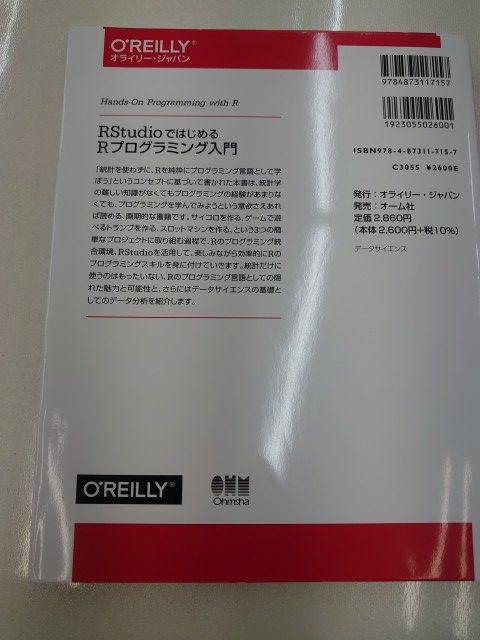 O'REILLY®
オライリー・ジャパン
Hands-On Programming with R
RStudioではじめる
Rプログラミング入門
「統計を使わずに、Rを純粋にプログラミング言語として学
ぼう」というコンセプトに基づいて書かれた本書は、統計学
の難しい知識がなくてもプログラミングの経験があまりな
くても、プログラミングを学んでみようという意欲さえあれ
ば読める、画期的な書籍です。サイコロを作る、ゲームで遊
べるトランプを作る、スロットマシンを作る、という3つの簡
単なプロジェクトに取り組む過程で、Rのプログラミング統
合環境、RStudioを活用して、楽しみながら効率的にRの
プログラミングスキルを身に付けていきます。統計だけに
使うのはもったいない、Rのプログラミング言語としての隠
れた魅力と可能性と、さらにはデータサイエンスの基礎と
してのデータ分析を紹介します。
9784873117157
1923055026001
ISBN978-4-87311-715-7
C3055 ¥2600E
発行:オライリー・ジャパン
発売:オーム社
定価2,860円
(本体2,600円+税10%)
データサイエンス
O'REILLY®
OHM
Ohmsha